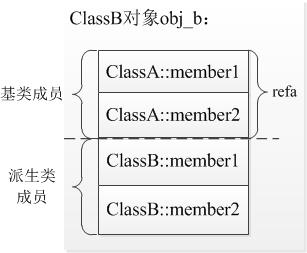 ClassB对象obj_b：
基类成员
ClassA::member1
ClassA::member2
refa
派生类
成员
ClassB::member1
ClassB::member2